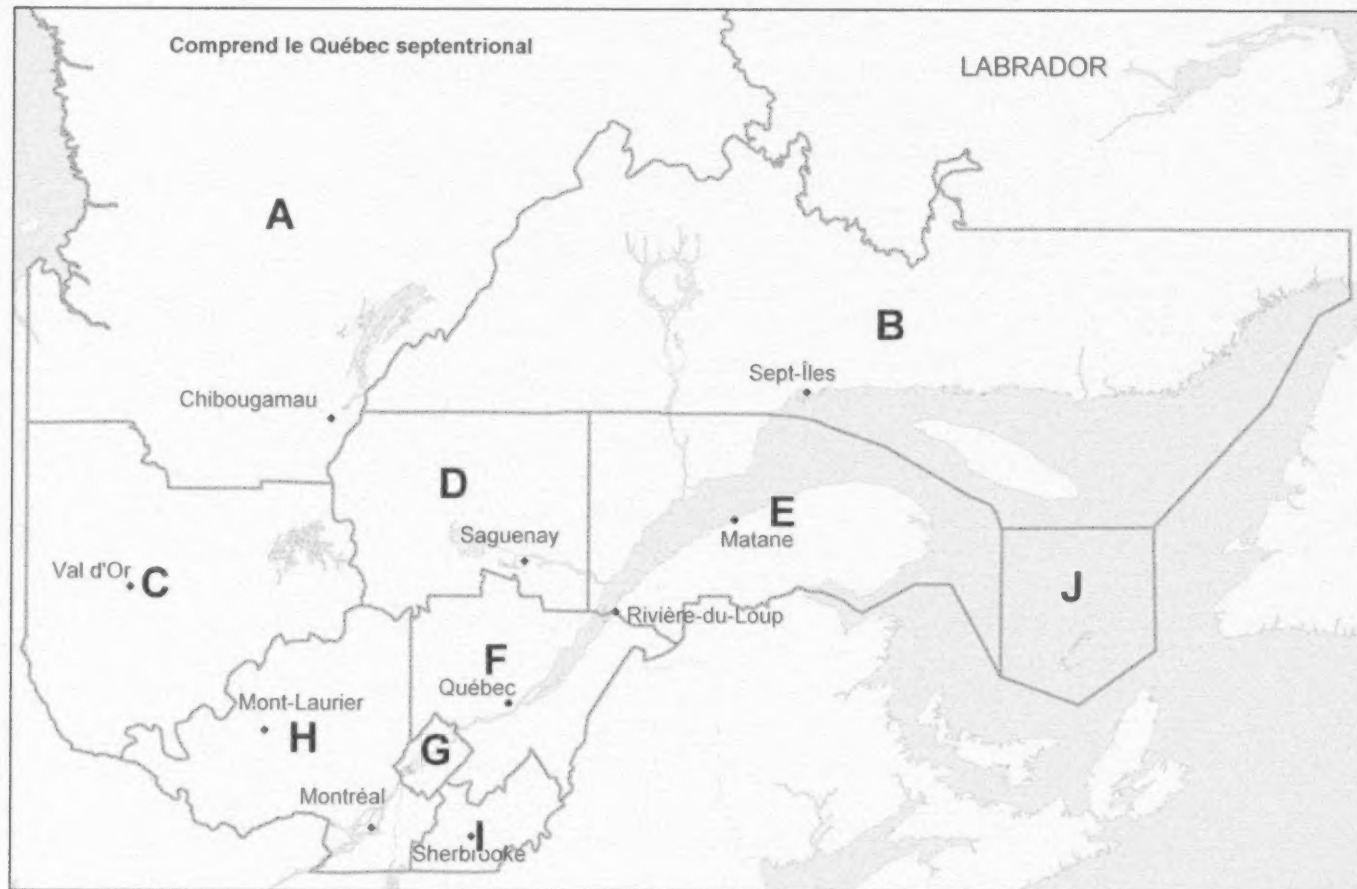 Comprend le Québec septentrional
LABRADOR
A
B
Sept-Îles
Chibougamau
D
E
Saguenay
Matane
Val d'Or
C
J
Rivière-du-Loup
F
Québec
Mont-Laurier
H
G
Montréal
I
Sherbrooke